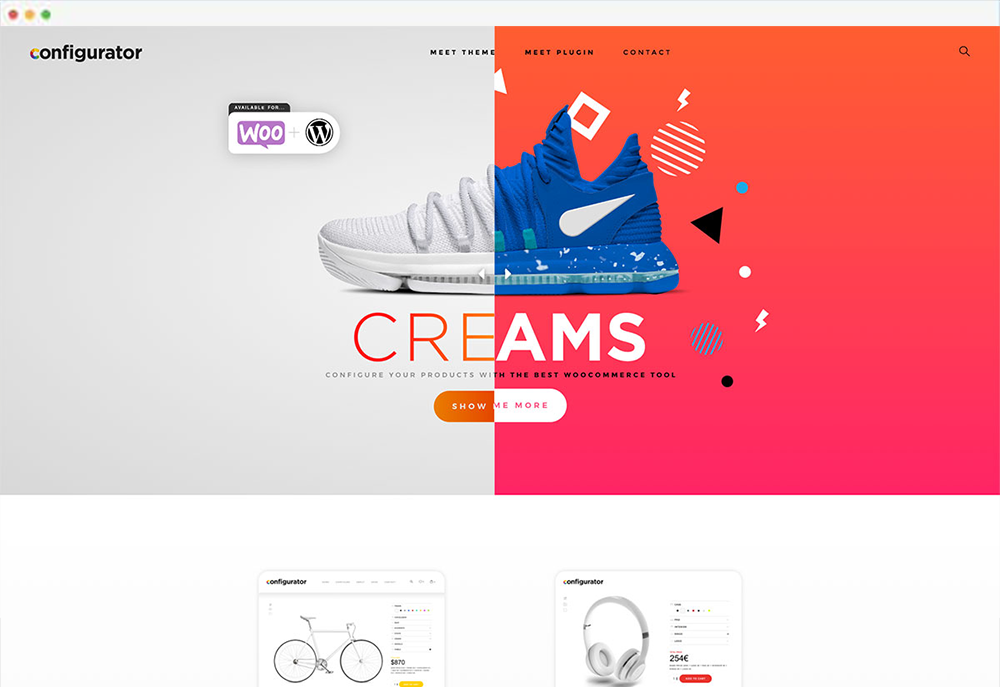 configurator
MEET THEME
MEET PLUGIN
CONTACT
AVAILABLE FOR...
WOO + W
CREAMS
CONFIGURE YOUR PRODUCTS WITH THE BEST WOOCOMMERCE TOOL
SHOW ME MORE
configurator
$870
configurator
254€
ADD TO CART